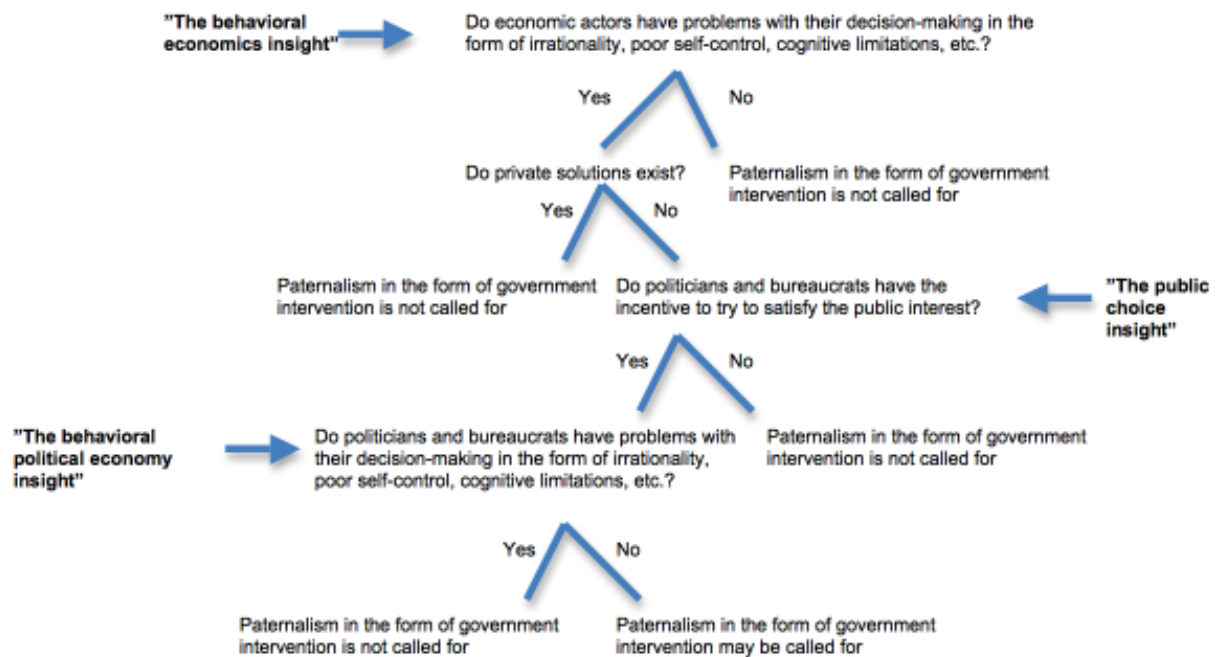 ”The behavioral
economics insight"
Do economic actors have problems with their decision-making in the
form of irrationality, poor self-control, cognitive limitations, etc.?
Yes
No
Do private solutions exist?
Paternalism in the form of government
intervention is not called for
Yes
No
Paternalism in the form of government
intervention is not called for
Do politicians and bureaucrats have the
incentive to try to satisfy the public interest?
"The public
choice
insight”
Yes
No
”The behavioral
political economy
insight”
Do politicians and bureaucrats have problems with
their decision-making in the form of irrationality,
poor self-control, cognitive limitations, etc.?
Paternalism in the form of government
intervention is not called for
Yes
No
Paternalism in the form of government
intervention is not called for
Paternalism in the form of government
intervention may be called for